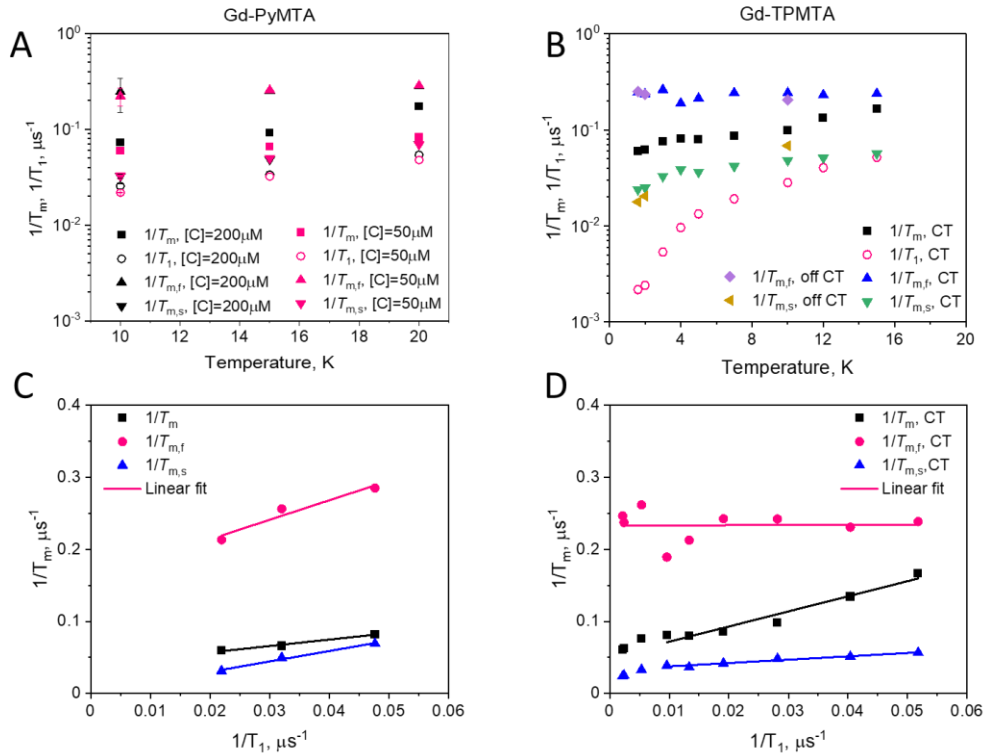 Gd-PyMTA
A
1/Tm, 1/T1, μs-1
10^0
10^-1
10^-2
10^-3
1/Tm, [C]=200μM
1/T1, [C]=200μM
1/Tm,f, [C]=200μM
1/Tm,s, [C]=200μM
1/Tm, [C]=50μM
1/T1, [C]=50μM
1/Tm,f, [C]=50μM
1/Tm,s, [C]=50μM
10 12 14 16 18 20
Temperature, K
Gd-TPMTA
B
1/Tm, 1/T1, μs-1
10^0
10^-1
10^-2
10^-3
1/Tm,f, off CT
1/Tm,s, off CT
1/Tm, CT
1/T1, CT
1/Tm,f, CT
1/Tm,s, CT
0 4 8 12 16 20
Temperature, K
C
1/Tm, μs-1
0.4
0.3
0.2
0.1
0
1/Tm
1/Tm,f
1/Tm,s
Linear fit
0 0.01 0.02 0.03 0.04 0.05 0.06
1/T1, μs-1
D
1/Tm, μs-1
0.4
0.3
0.2
0.1
0
1/Tm, CT
1/Tm,f, CT
1/Tm,s,CT
Linear fit
0 0.01 0.02 0.03 0.04 0.05 0.06
1/T1, μs-1